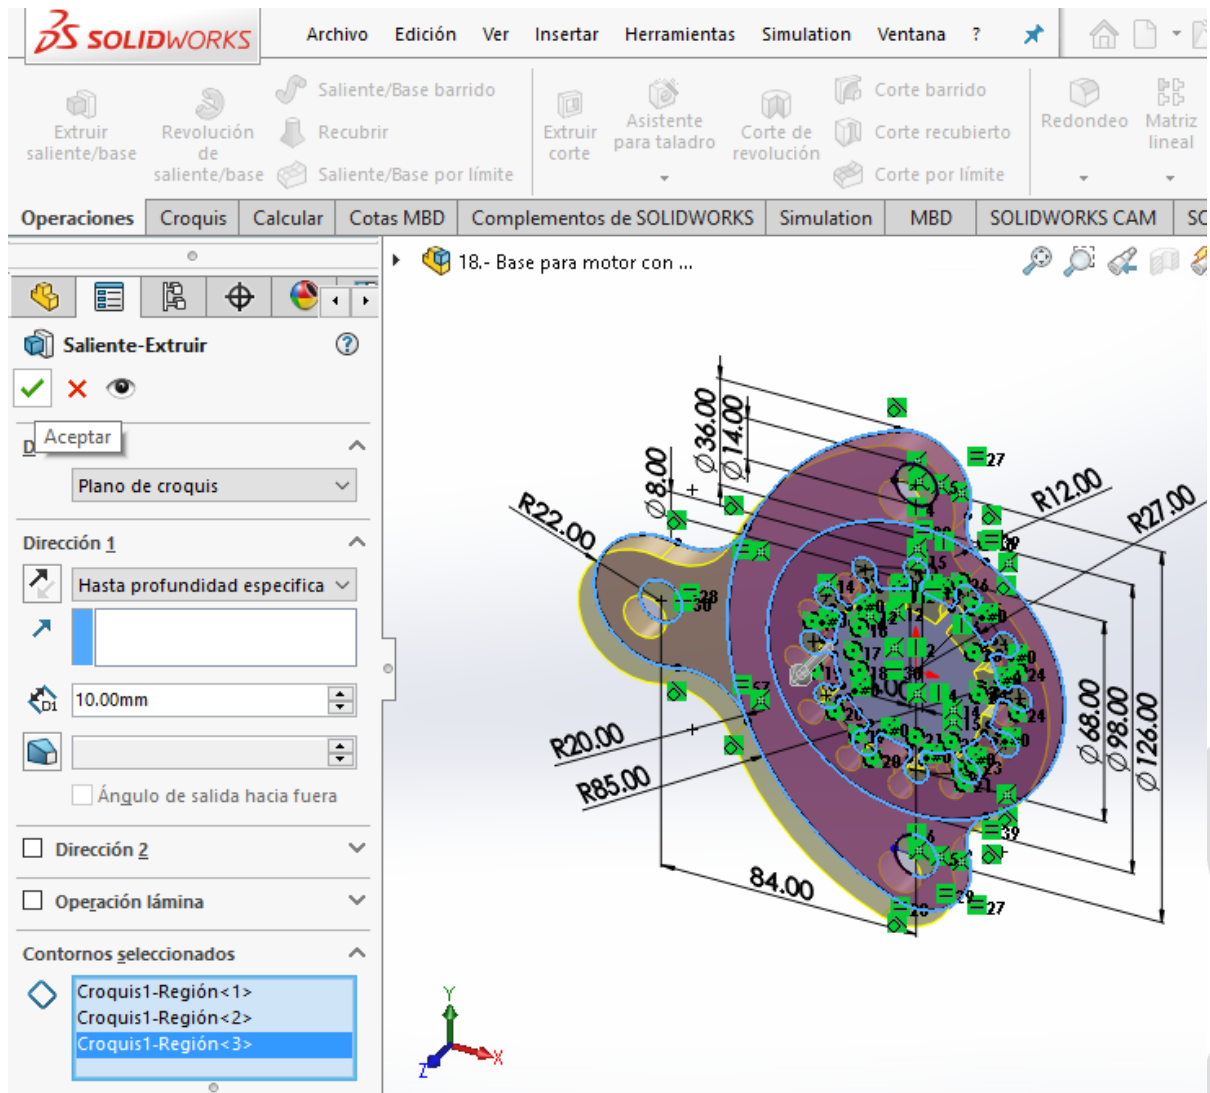 SOLIDWORKS
Archivo Edición Ver Insertar Herramientas Simulation Ventana ?
Extruir saliente/base
Revolución de saliente/base
Saliente/Base barrido
Recubrir
Saliente/Base por límite
Extruir corte
Asistente para taladro
Corte de revolución
Corte barrido
Corte recubierto
Corte por límite
Redondeo
Matriz lineal
Operaciones Croquis Calcular Cotas MBD Complementos de SOLIDWORKS Simulation MBD SOLIDWORKS CAM SC
18.- Base para motor con ...
Saliente-Extruir
Aceptar
Plano de croquis
Dirección 1
Hasta profundidad especifica
D1
10.00mm
Ángulo de salida hacia fuera
Dirección 2
Operación lámina
Contornos seleccionados
Croquis1-Región<1>
Croquis1-Región<2>
Croquis1-Región<3>
Ø36.00
Ø14.00
Ø8.00
R22.00
R12.00
R27.00
R20.00
R85.00
84.00
Ø68.00
Ø98.00
Ø126.00
Y
X
Z